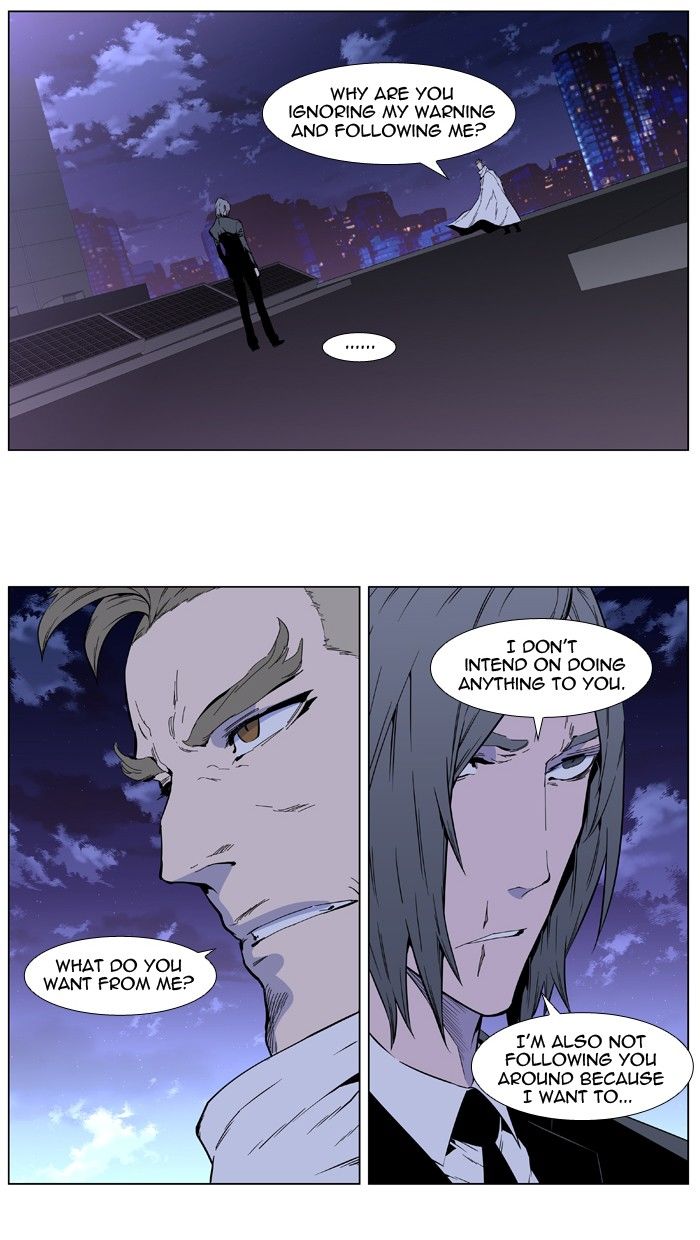 WHY ARE YOU
IGNORING MY WARNING
AND FOLLOWING ME?
......
I DON'T
INTEND ON DOING
ANYTHING TO YOU.
WHAT DO YOU
WANT FROM ME?
I'M ALSO NOT
FOLLOWING YOU
AROUND BECAUSE
I WANT TO...